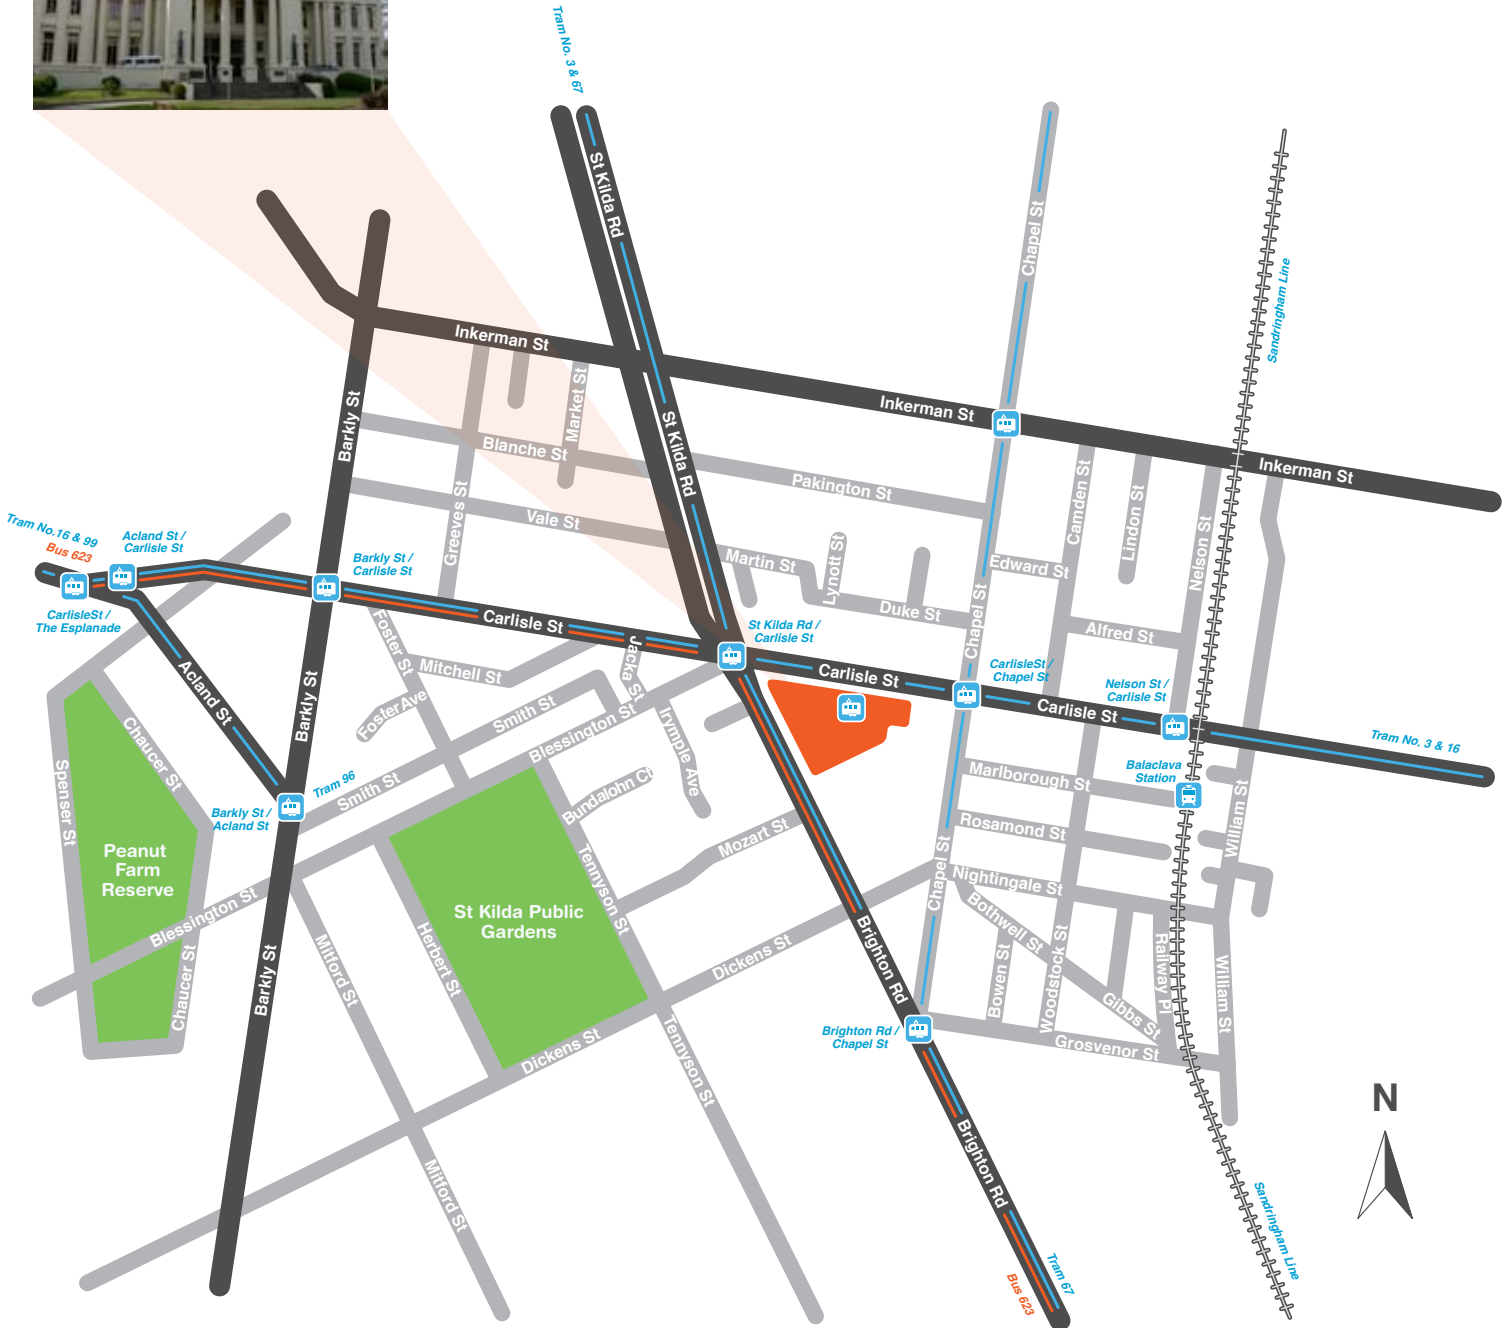 Tram No. 3 & 67
St Kilda Rd
Chapel St
Sandringham Line
Inkerman St
Barkly St
Market St
Inkerman St
St Kilda Rd
Blanche St
Pakington St
Inkerman St
Camden St
Lindon St
Nelson St
Greeves St
Vale St
Tram No.16 & 99
Bus 623
Acland St /
Carlisle St
Barkly St /
Carlisle St
Martin St
Lynott St
Edward St
CarlisleSt /
The Esplanade
Carlisle St
Duke St
Chapel St
Alfred St
St Kilda Rd /
Carlisle St
Foster St
Jacka St
Mitchell St
Carlisle St
CarlisleSt /
Chapel St
Nelson St /
Carlisle St
Acland St
Barkly St
Foster Ave
Smith St
Blessington St
Irymple Ave
Carlisle St
Tram No. 3 & 16
Chaucer St
Spenser St
Tram 96
Smith St
Bundalohn Ct
Marlborough St
Balaclava
Station
Barkly St /
Acland St
Mozart St
Rosamond St
William St
Peanut
Farm
Reserve
Tennyson St
Chapel St
Nightingale St
Blessington St
St Kilda Public
Gardens
Bothwell St
Chaucer St
Barkly St
Mitford St
Herbert St
Dickens St
Brighton Rd
Bowen St
Woodstock St
Gibbs St
Railway Pl
William St
Brighton Rd /
Chapel St
Dickens St
Tennyson St
Grosvenor St
N
Mitford St
Brighton Rd
Sandringham Line
Tram 67
Bus 623